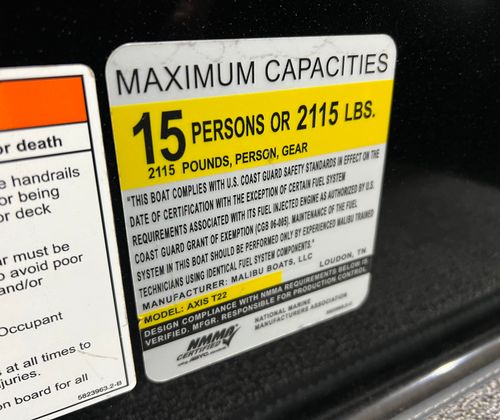 or death
e handrails
or being
or deck
ar must be
o avoid poor
and/or
Occupant
s at all times to
juries.
on board for all
5623963.2-B
MAXIMUM CAPACITIES
15 PERSONS OR 2115 LBS.
2115 POUNDS, PERSON, GEAR
"THIS BOAT COMPLIES WITH U.S. COAST GUARD SAFETY STANDARDS IN EFFECT ON THE
DATE OF CERTIFICATION WITH THE EXCEPTION OF CERTAIN FUEL SYSTEM
REQUIREMENTS ASSOCIATED WITH ITS FUEL INJECTED ENGINE AS AUTHORIZED BY U.S.
COAST GUARD GRANT OF EXEMPTION (CGB 96-005). MAINTENANCE OF THE FUEL
SYSTEM IN THIS BOAT SHOULD BE PERFORMED ONLY BY EXPERIENCED MALIBU TRAINED
TECHNICIANS USING IDENTICAL FUEL SYSTEM COMPONENTS."
MANUFACTURER: MALIBU BOATS, LLC LOUDON, TN
MODEL: AXIS T22
DESIGN COMPLIANCE WITH NMMA REQUIREMENTS BELOW IS
VERIFIED. MFGR. RESPONSIBLE FOR PRODUCTION CONTROL
NMMA
CERTIFIED
NATIONAL MARINE
MANUFACTURERS ASSOCIATION